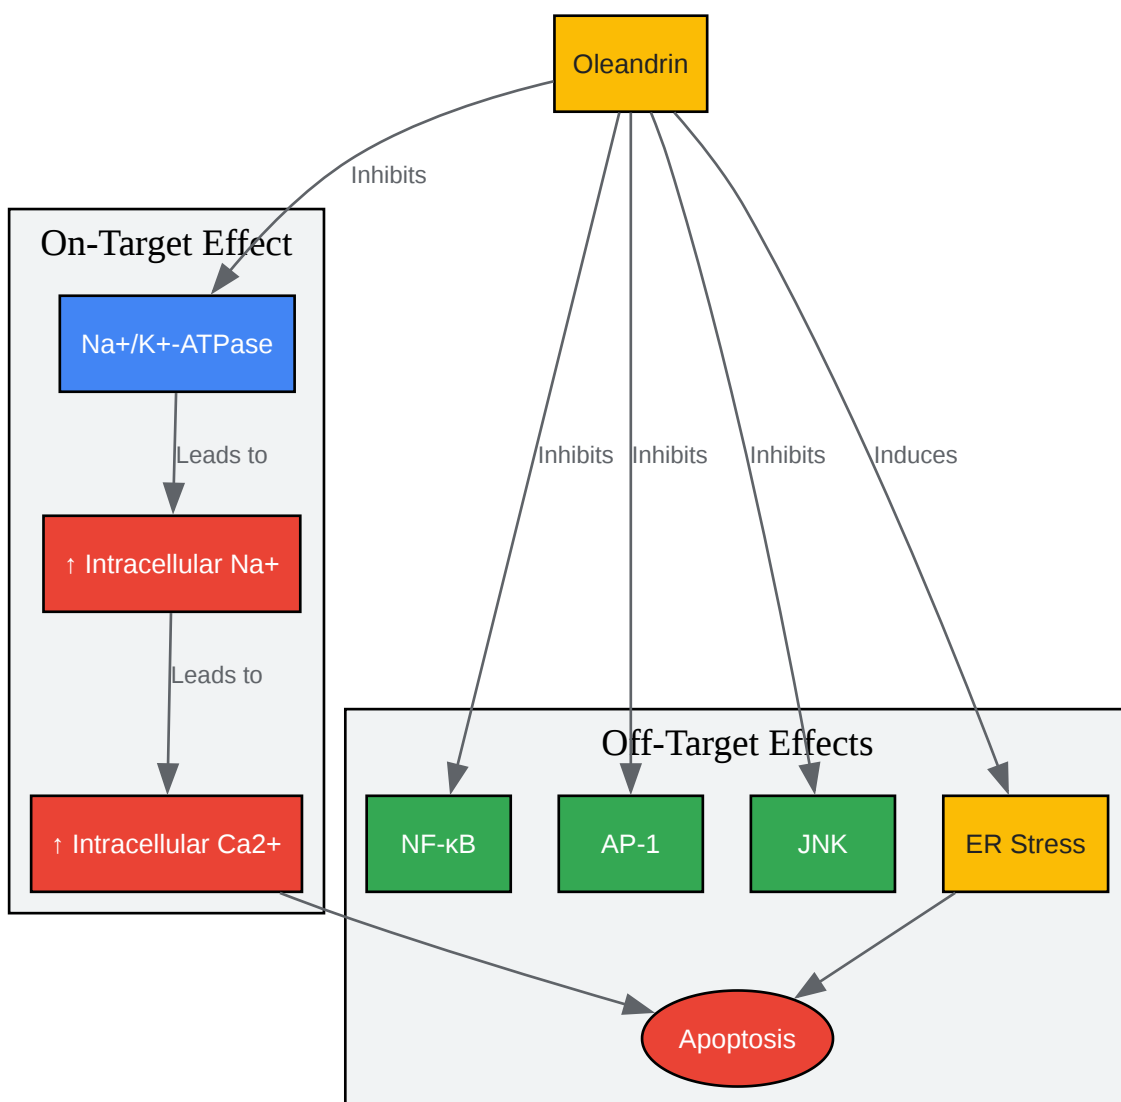 Oleandrin
Inhibits
On-Target Effect
Na+/K+-ATPase
Leads to
Inhibits
Inhibits
Inhibits
Induces
↑ Intracellular Na+
Leads to
Off-Target Effects
↑ Intracellular Ca2+
NF-κB
AP-1
JNK
ER Stress
Apoptosis